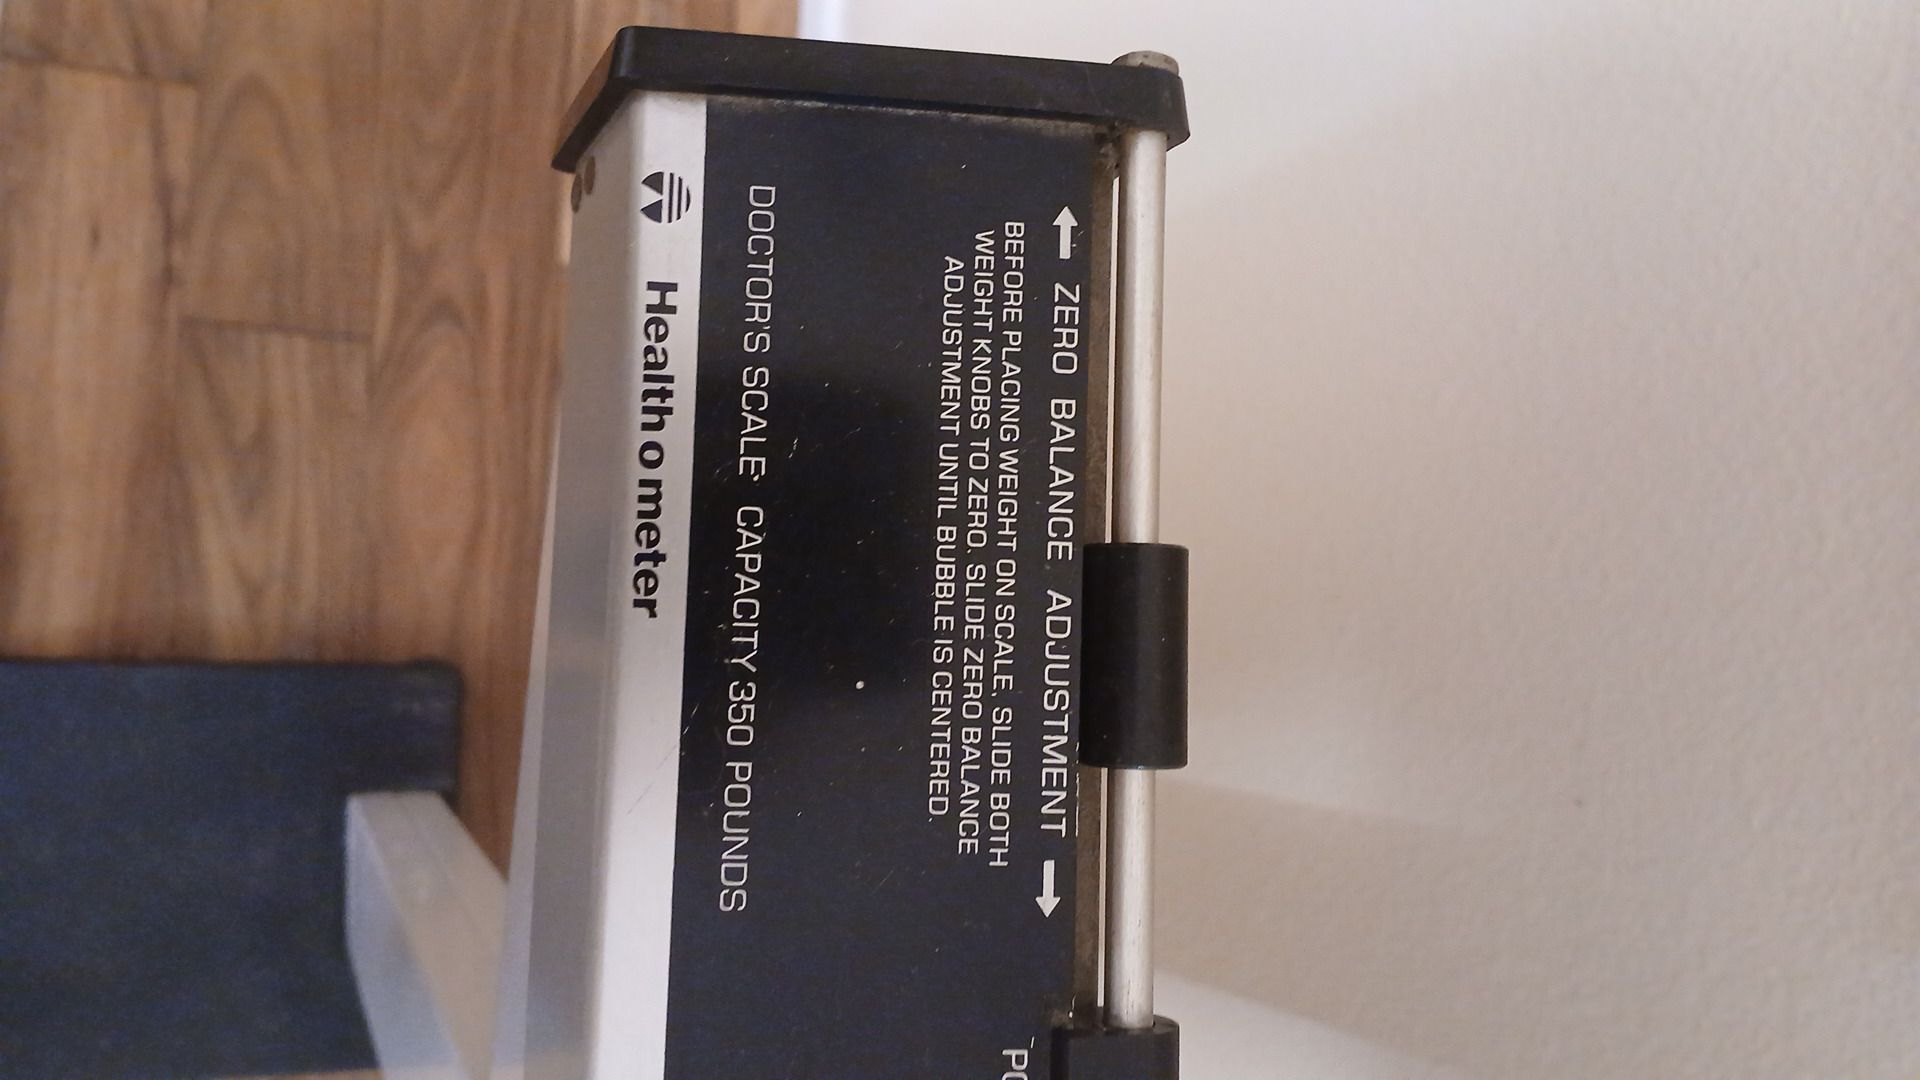 ZERO BALANCE ADJUSTMENT
BEFORE PLACING WEIGHT ON SCALE, SLIDE BOTH
WEIGHT KNOBS TO ZERO. SLIDE ZERO BALANCE
ADJUSTMENT UNTIL BUBBLE IS CENTERED.
DOCTOR'S SCALE · CAPACITY 350 POUNDS
Health o meter